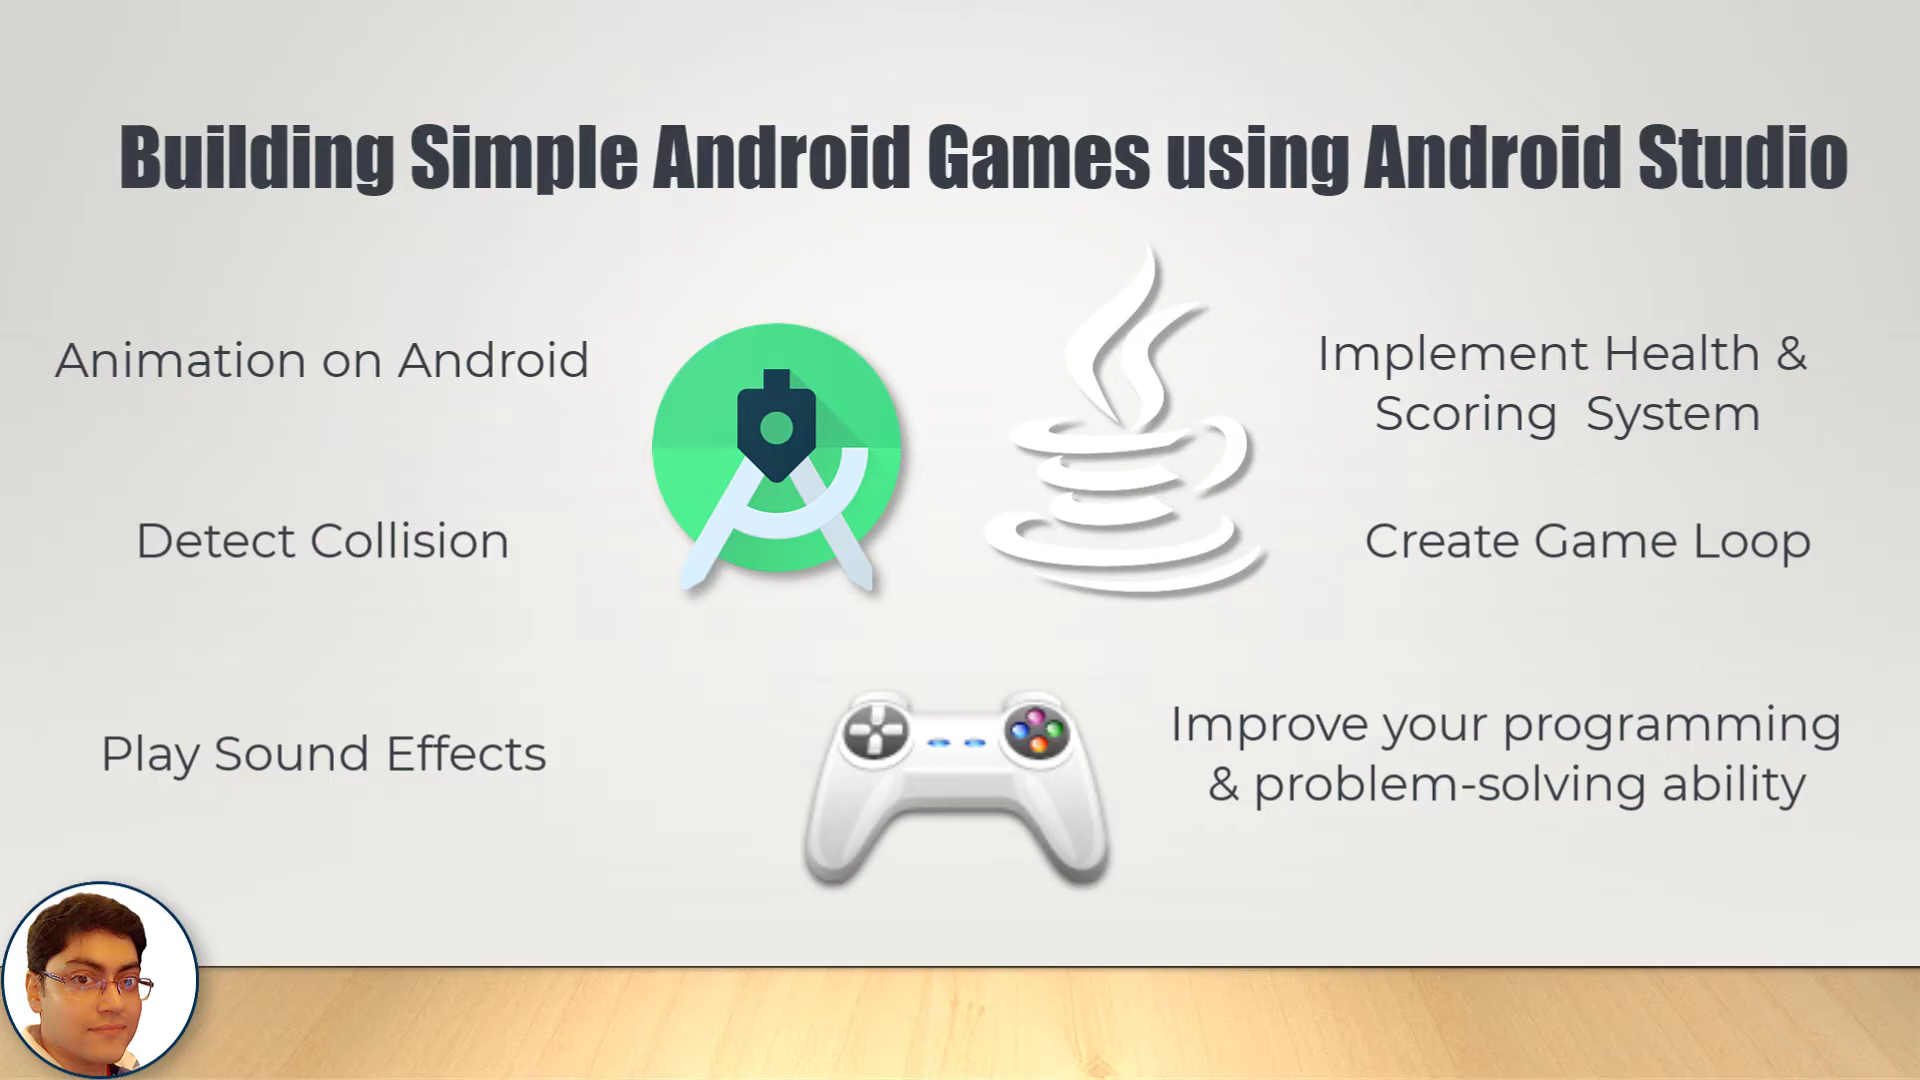 Building Simple Android Games using Android Studio
Animation on Android
Detect Collision
Play Sound Effects
Implement Health &
Scoring System
Create Game Loop
Improve your programming
& problem-solving ability